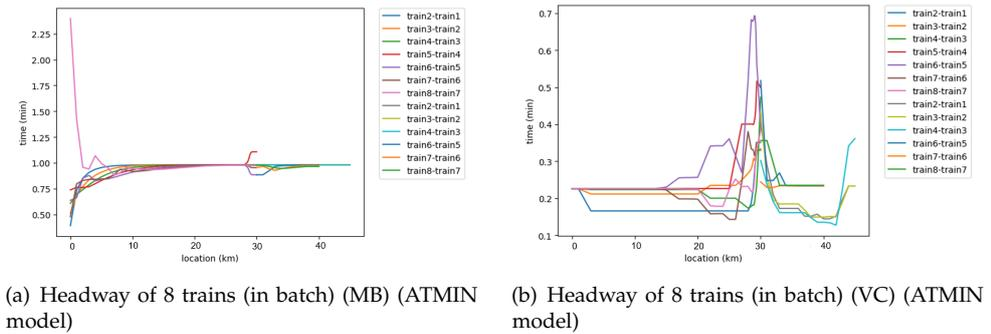 2.25
2.00
1.75
1.50
1.25
1.00
0.75
0.50
time (min)
0
10
20
30
40
location (km)
train2-train1
train3-train2
train4-train3
train5-train4
train6-train5
train7-train6
train8-train7
train2-train1
train3-train2
train4-train3
train6-train5
train7-train6
train8-train7
(a) Headway of 8 trains (in batch) (MB) (ATMIN
model)
0.7
0.6
0.5
0.4
0.3
0.2
0.1
time (min)
0
10
20
30
40
location (km)
train2-train1
train3-train2
train4-train3
train5-train4
train6-train5
train7-train6
train8-train7
train2-train1
train3-train2
train4-train3
train6-train5
train7-train6
train8-train7
(b) Headway of 8 trains (in batch) (VC) (ATMIN
model)